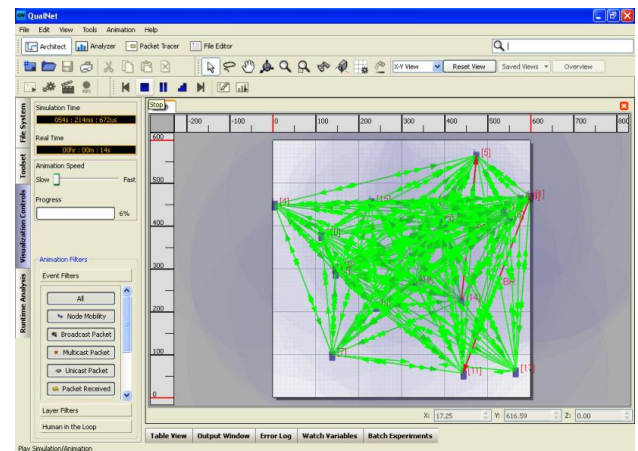 QualNet
File Edit View Tools Animation Help
Architect Analyzer Packet Tracer File Editor
X-Y View Reset View Saved Views Overview
File System
Toolset
Visualization Controls
Runtime Analysis
Simulation Time
054s : 214ms : 672us
Real Time
00hr : 00m : 14s
Animation Speed
Slow Fast
Progress
6%
Animation Filters
Event Filters
All
Node Mobility
Broadcast Packet
Multicast Packet
Unicast Packet
Packet Received
Layer Filters
Human in the Loop
Stop
-200 -100 0 100 200 300 400 500 600 700 800
600
500
400
300
200
100
0
[5]
[4]
[7]
[11]
[17]
BR
X: 17.25 Y: 616.59 Z: 0.00
Table View Output Window Error Log Watch Variables Batch Experiments
Play Simulation/Animation